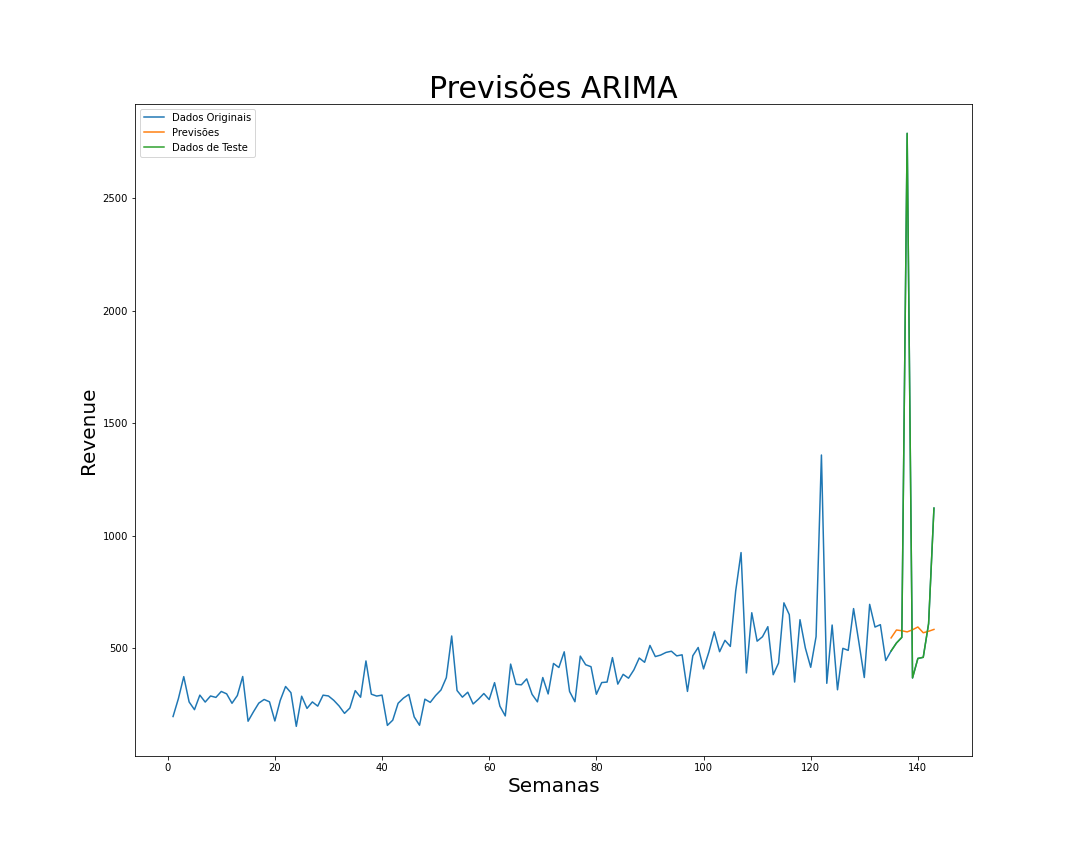 Previsões ARIMA
Dados Originais
Previsões
Dados de Teste
2500
2000
1500
1000
500
Revenue
0 20 40 60 80 100 120 140
Semanas